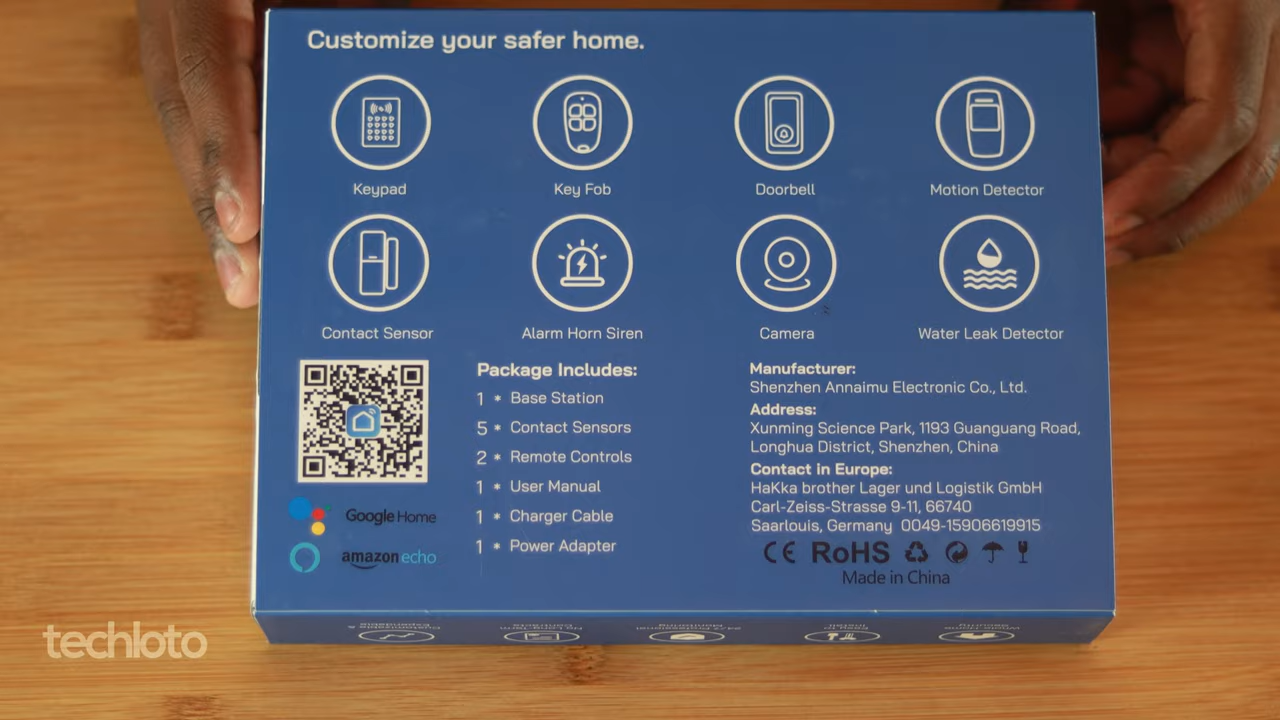 Customize your safer home.
Keypad
Key Fob
Doorbell
Motion Detector
Contact Sensor
Alarm Horn Siren
Camera
Water Leak Detector
Google Home
amazon echo
Package Includes:
1 * Base Station
5 * Contact Sensors
2 * Remote Controls
1 * User Manual
1 * Charger Cable
1 * Power Adapter
Manufacturer:
Shenzhen Annaimu Electronic Co., Ltd.
Address:
Xunming Science Park, 1193 Guanguang Road,
Longhua District, Shenzhen, China
Contact in Europe:
HaKka brother Lager und Logistik GmbH
Carl-Zeiss-Strasse 9-11, 66740
Saarlouis, Germany 0049-15906619915
CE RoHS
Made in China
techloto